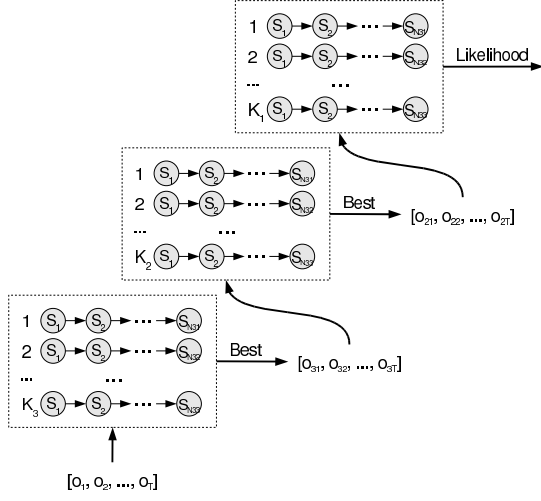 1 S1 S2 ... SN31
2 S1 S2 ... SN32
... ...
K1 S1 S2 ... SN33
Likelihood
1 S1 S2 ... SN31
2 S1 S2 ... SN32
... ...
K2 S1 S2 ... SN33
Best
[o21, o22, ..., o2T]
1 S1 S2 ... SN31
2 S1 S2 ... SN32
... ...
K3 S1 S2 ... SN33
Best
[o31, o32, ..., o3T]
[o1, o2, ..., oT]